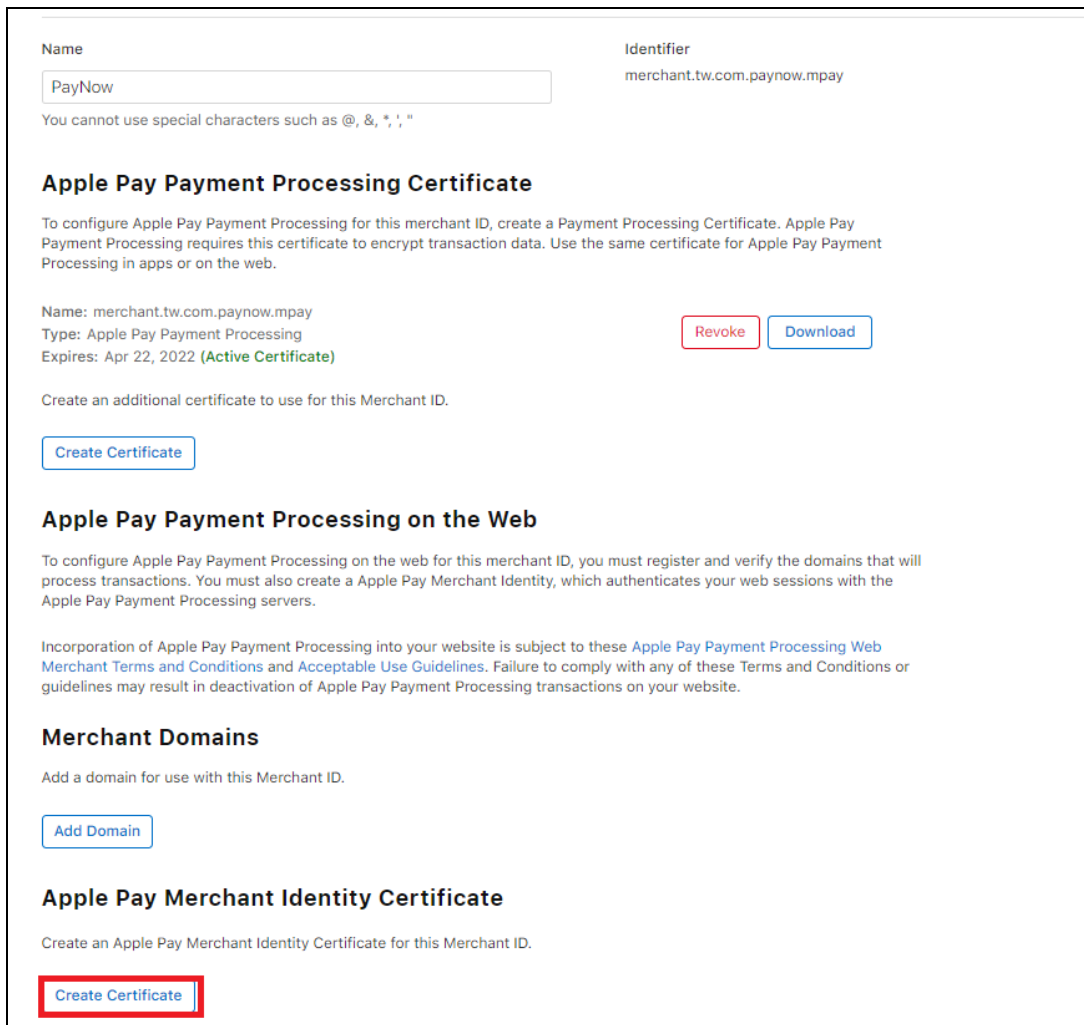 Name
Identifier
PayNow
merchant.tw.com.paynow.mpay
You cannot use special characters such as @, &, *, ', "
Apple Pay Payment Processing Certificate
To configure Apple Pay Payment Processing for this merchant ID, create a Payment Processing Certificate. Apple Pay
Payment Processing requires this certificate to encrypt transaction data. Use the same certificate for Apple Pay Payment
Processing in apps or on the web.
Name: merchant.tw.com.paynow.mpay
Type: Apple Pay Payment Processing
Expires: Apr 22, 2022 (Active Certificate)
Revoke
Download
Create an additional certificate to use for this Merchant ID.
Create Certificate
Apple Pay Payment Processing on the Web
To configure Apple Pay Payment Processing on the web for this merchant ID, you must register and verify the domains that will
process transactions. You must also create a Apple Pay Merchant Identity, which authenticates your web sessions with the
Apple Pay Payment Processing servers.
Incorporation of Apple Pay Payment Processing into your website is subject to these Apple Pay Payment Processing Web
Merchant Terms and Conditions and Acceptable Use Guidelines. Failure to comply with any of these Terms and Conditions or
guidelines may result in deactivation of Apple Pay Payment Processing transactions on your website.
Merchant Domains
Add a domain for use with this Merchant ID.
Add Domain
Apple Pay Merchant Identity Certificate
Create an Apple Pay Merchant Identity Certificate for this Merchant ID.
Create Certificate